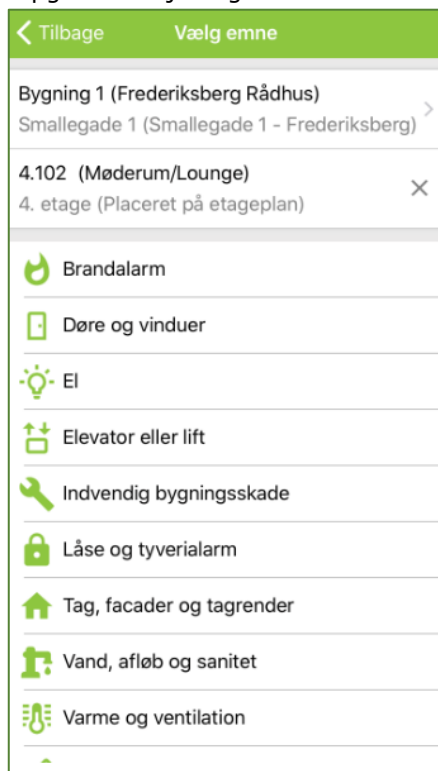 Tilbage Vælg emne
Bygning 1 (Frederiksberg Rådhus)
Smallegade 1 (Smallegade 1 - Frederiksberg)
4.102 (Møderum/Lounge)
4. etage (Placeret på etageplan)
Brandalarm
Døre og vinduer
El
Elevator eller lift
Indvendig bygningsskade
Låse og tyverialarm
Tag, facader og tagrender
Vand, afløb og sanitet
Varme og ventilation